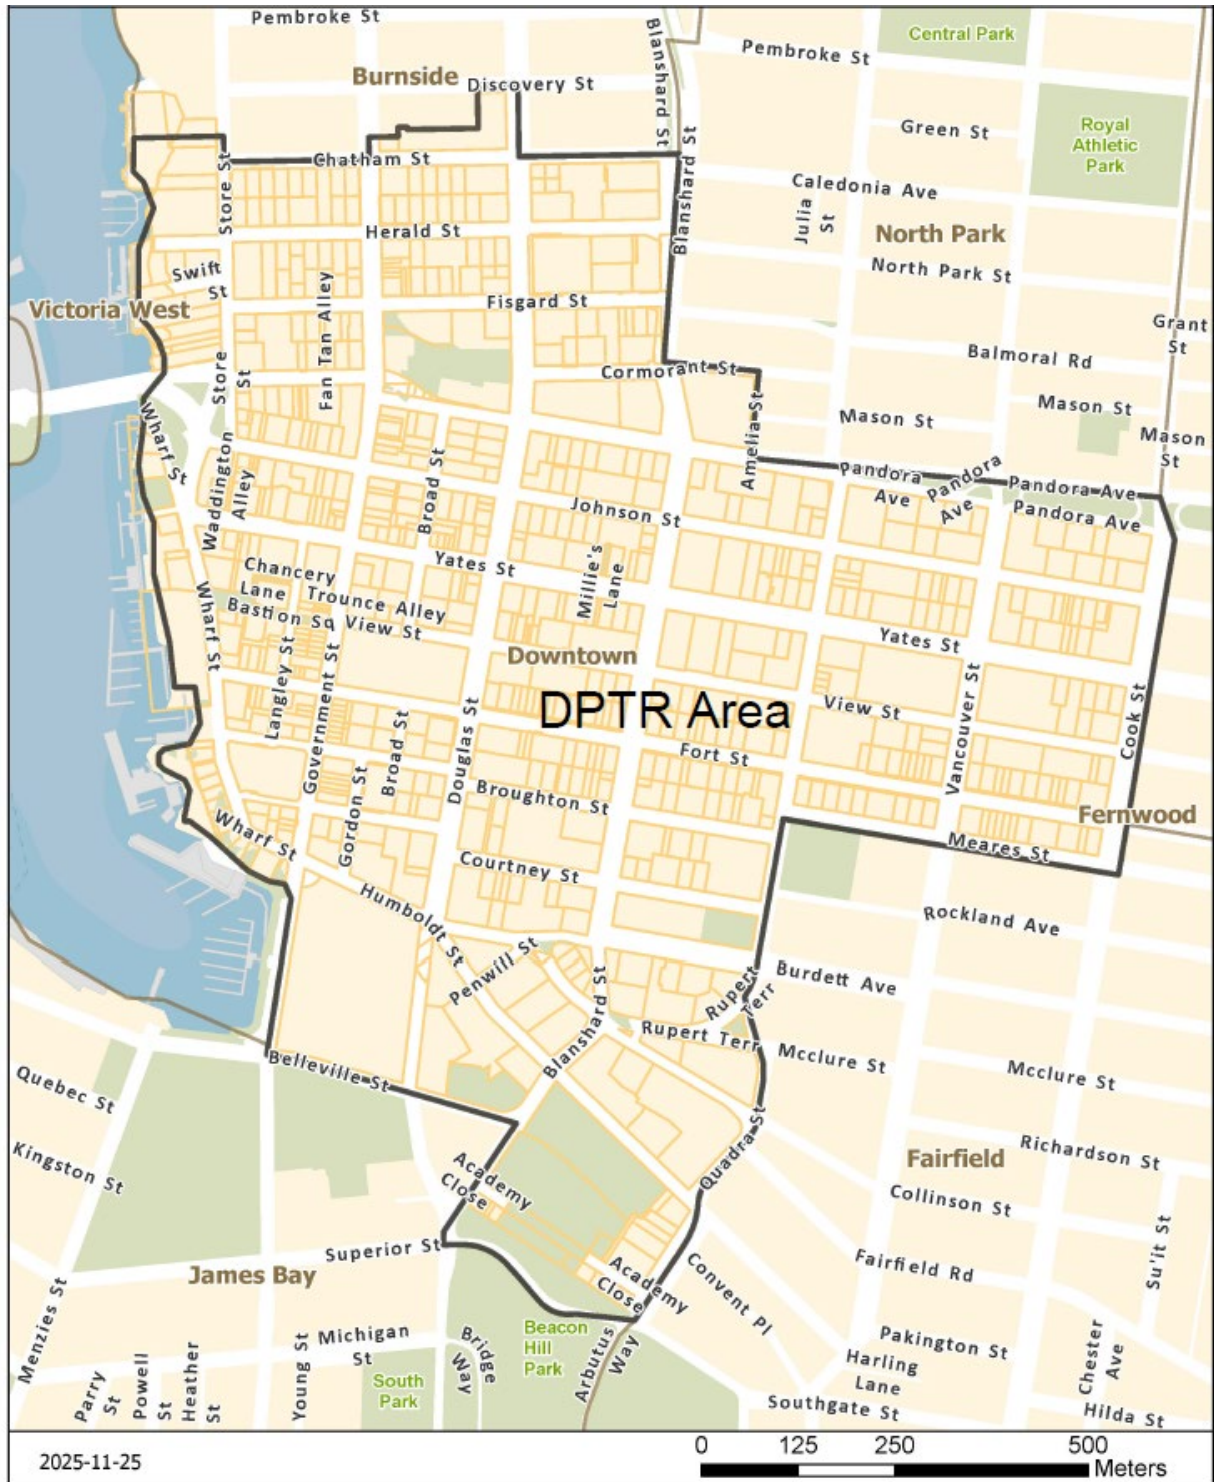 Pembroke St
Central Park
Blanshard St
Pembroke St
Burnside
Discovery St
Green St
Royal
Athletic
Park
Chatham St
Store St
Blanshard St
Caledonia Ave
Julia
St
Herald St
North Park
Swift
St
North Park St
Fan Tan Alley
Fisgard St
Victoria West
Grant
St
Store
St
Balmoral Rd
Cormorant St
Mason St
Mason St
Mason
St
Wharf St
Amelia St
Waddington
Alley
Broad St
Pandora
Ave
Pandora
Ave
Pandora Ave
Pandora Ave
Johnson St
Yates St
Millie's
Lane
Chancery
Lane
Trounce Alley
Bastion Sq
View St
Wharf St
Yates St
Langley St
Government St
Downtown
DPTR Area
View St
Vancouver St
Cook St
Broad St
Douglas St
Fort St
Gordon St
Broughton St
Fernwood
Wharf St
Meares St
Courtney St
Humboldt St
Rockland Ave
Penwill St
Blanshard St
Rupert
Terr
Burdett Ave
Rupert Terr
Mcclure St
Mcclure St
Belleville St
Quebec St
Quadra St
Richardson St
Kingston St
Academy
Close
Fairfield
Collinson St
Su'it St
Superior St
James Bay
Academy
Close
Convent Pl
Fairfield Rd
Menzies St
Beacon
Hill
Park
Arbutus
Way
Michigan
St
Bridge
Way
Young St
Pakington St
Harling
Lane
Chester
Ave
Parry
St
Powell
St
Heather
St
South
Park
Southgate St
Hilda St
2025-11-25
0 125 250 500
Meters